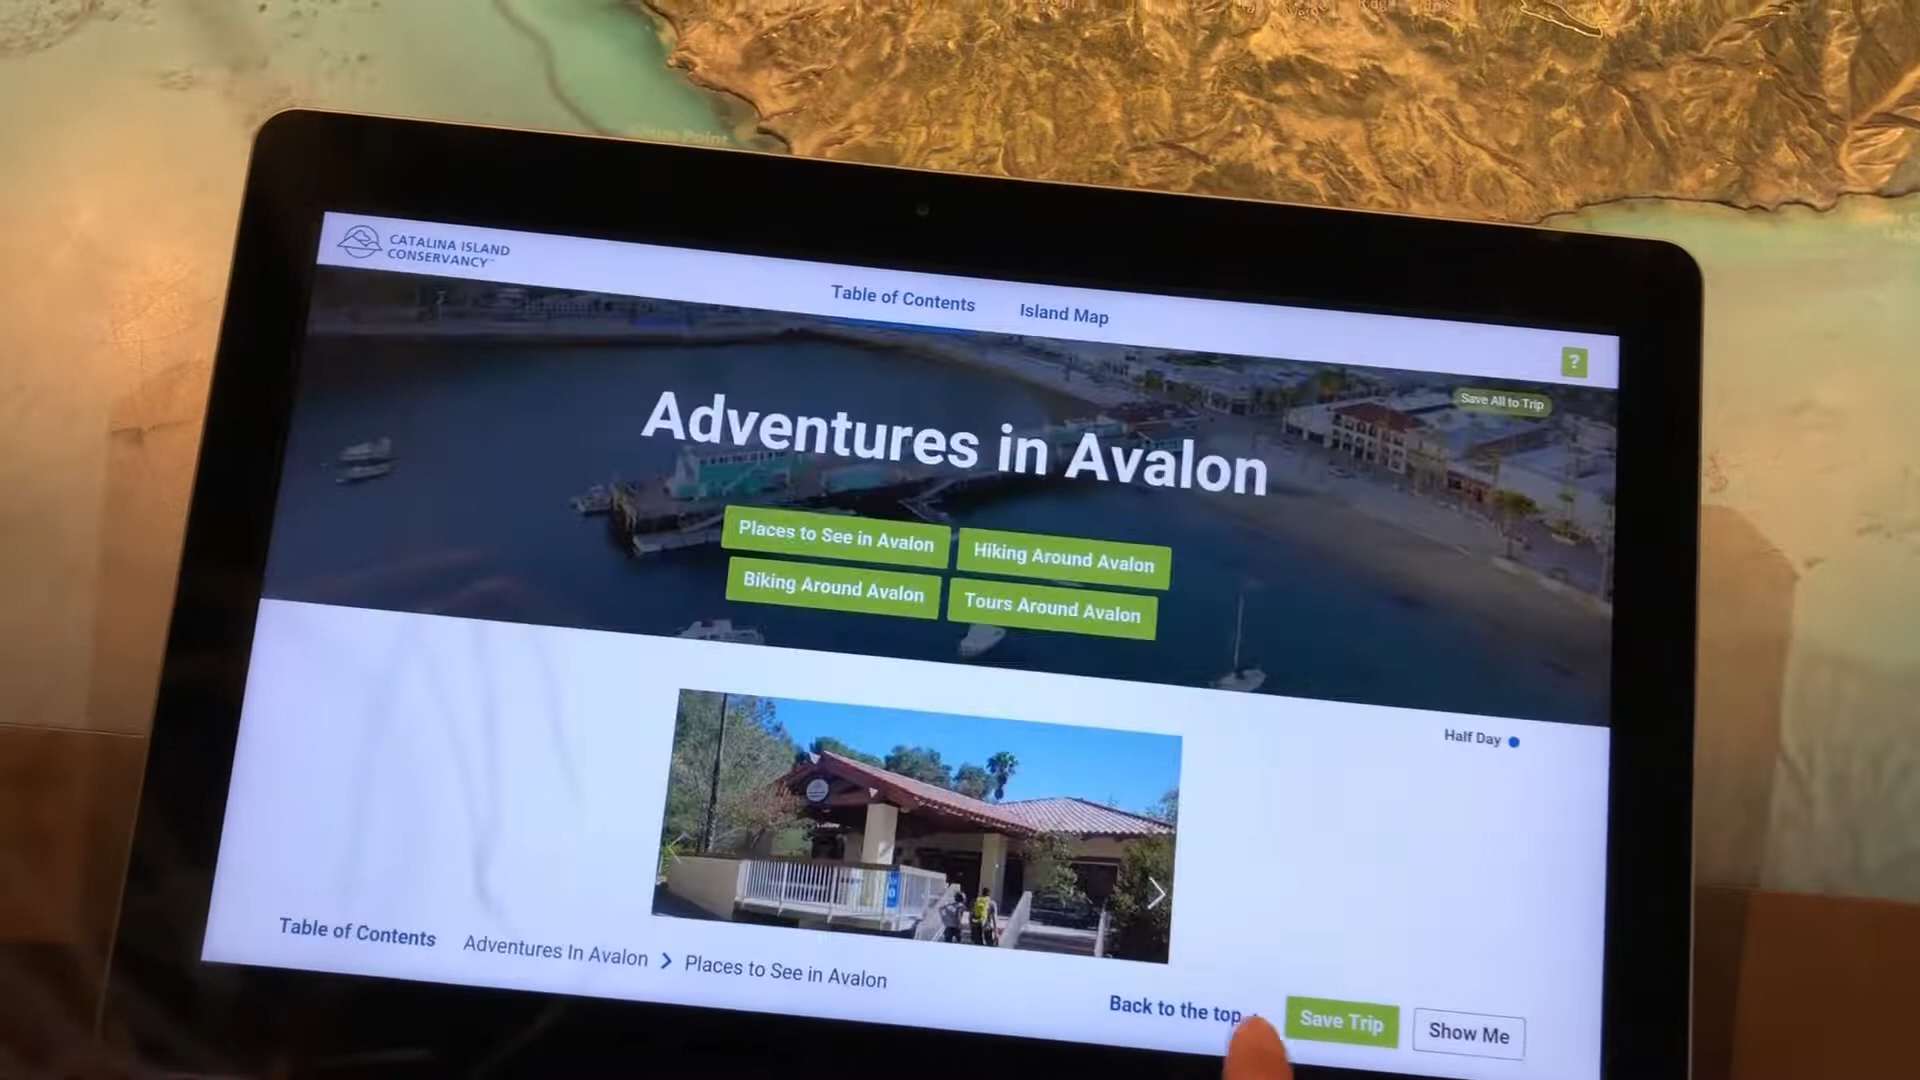 CATALINA ISLAND
CONSERVANCY
Table of Contents
Island Map
?
Save All to Trip
Adventures in Avalon
Places to See in Avalon
Hiking Around Avalon
Biking Around Avalon
Tours Around Avalon
Half Day
Table of Contents
Adventures In Avalon > Places to See in Avalon
Back to the top
Save Trip
Show Me